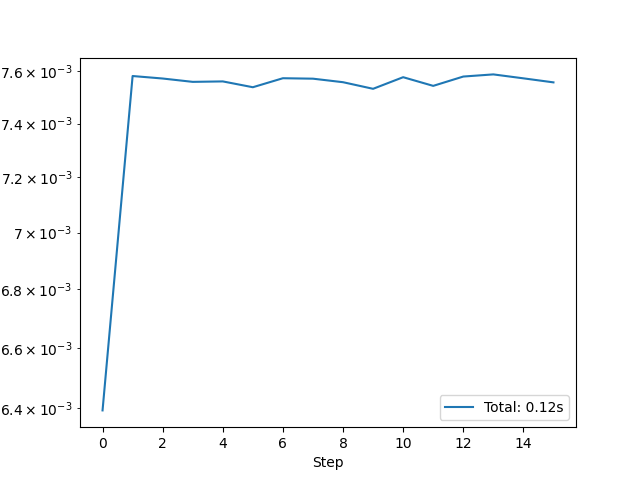 7.6 × 10⁻³
7.4 × 10⁻³
7.2 × 10⁻³
7 × 10⁻³
6.8 × 10⁻³
6.6 × 10⁻³
6.4 × 10⁻³
Total: 0.12s
0 2 4 6 8 10 12 14
Step